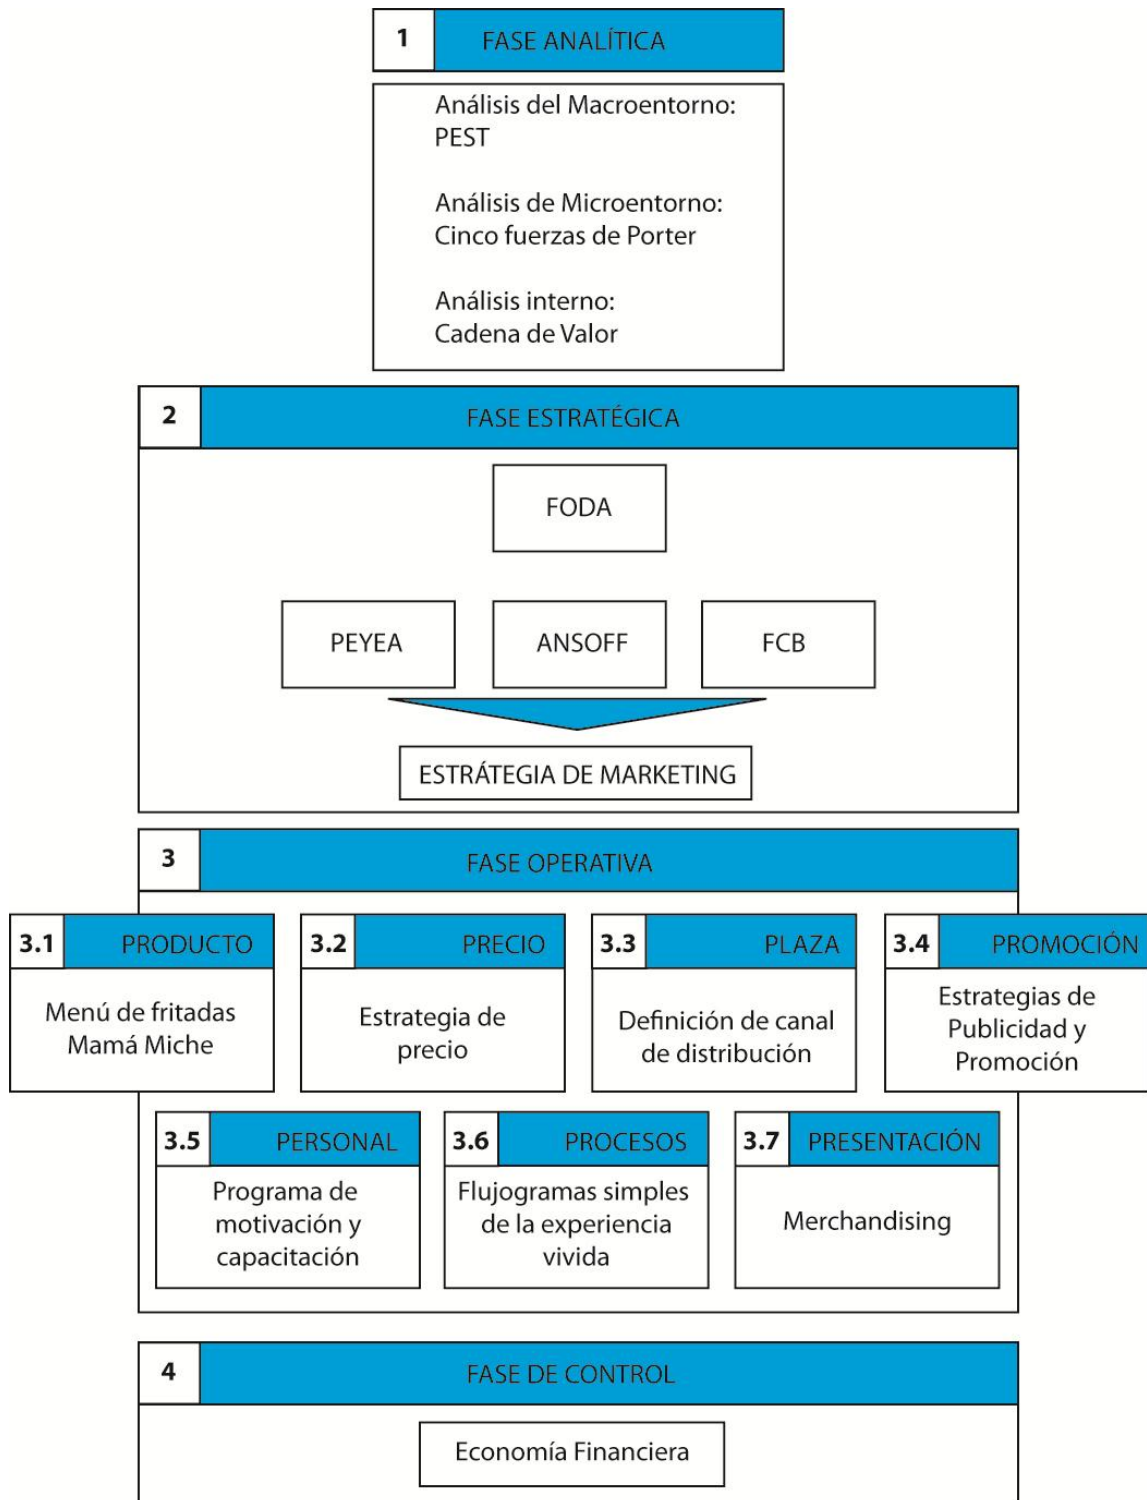 1 FASE ANALÍTICA
Análisis del Macroentorno:
PEST
Análisis de Microentorno:
Cinco fuerzas de Porter
Análisis interno:
Cadena de Valor
2 FASE ESTRATÉGICA
FODA
PEYEA ANSOFF FCB
ESTRÁTEGIA DE MARKETING
3 FASE OPERATIVA
3.1 PRODUCTO
Menú de fritadas
Mamá Miche
3.2 PRECIO
Estrategia de
precio
3.3 PLAZA
Definición de canal
de distribución
3.4 PROMOCIÓN
Estrategias de
Publicidad y
Promoción
3.5 PERSONAL
Programa de
motivación y
capacitación
3.6 PROCESOS
Flujogramas simples
de la experiencia
vivida
3.7 PRESENTACIÓN
Merchandising
4 FASE DE CONTROL
Economía Financiera